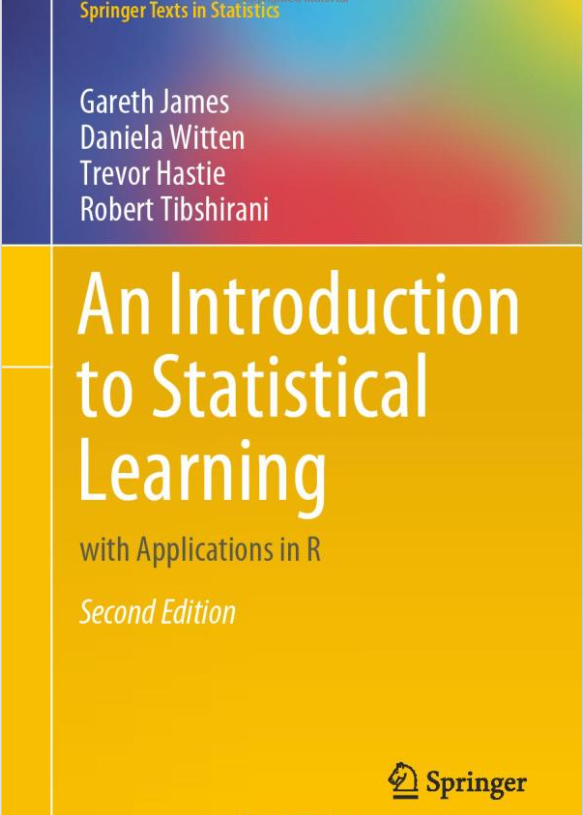 Springer Texts in Statistics
Gareth James
Daniela Witten
Trevor Hastie
Robert Tibshirani
An Introduction
to Statistical
Learning
with Applications in R
Second Edition
Springer